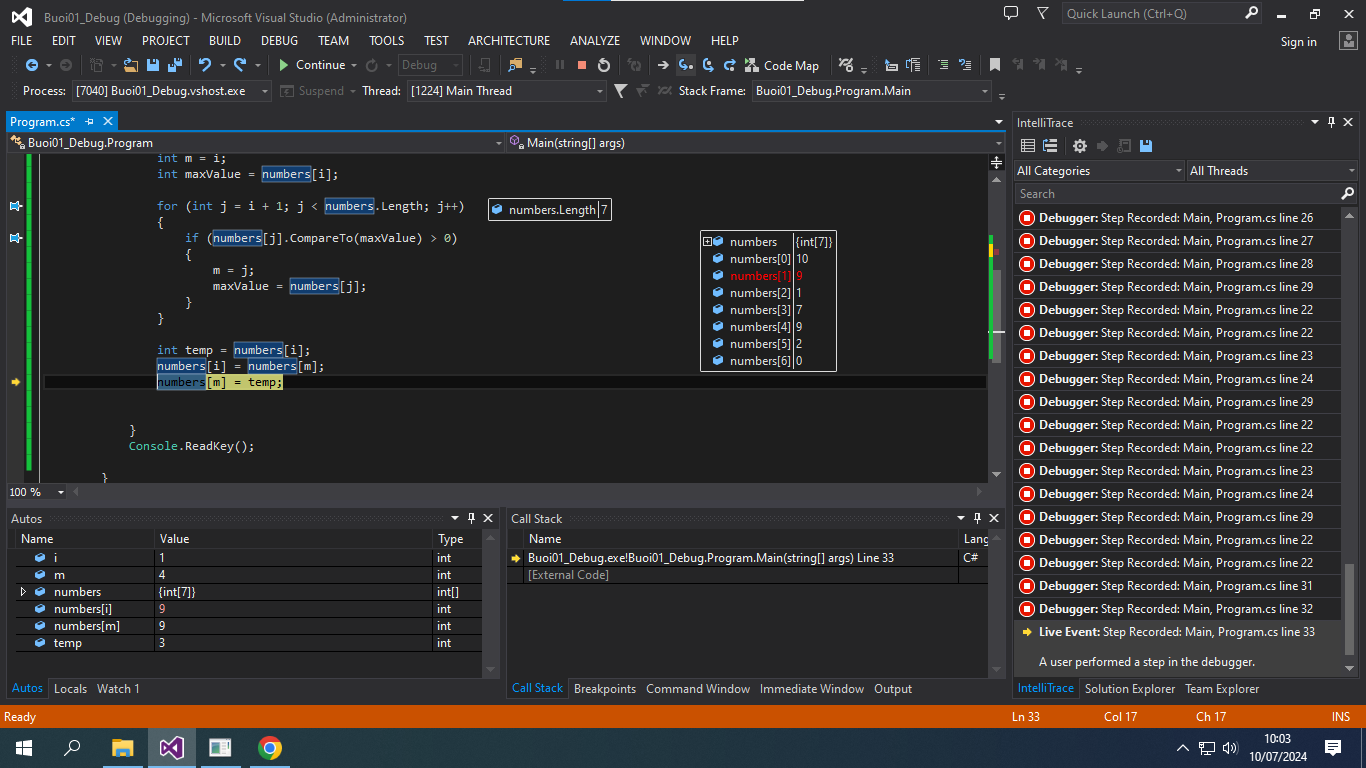 Buoi01_Debug (Debugging) - Microsoft Visual Studio (Administrator)
Quick Launch (Ctrl+Q)
FILE EDIT VIEW PROJECT BUILD DEBUG TEAM TOOLS TEST ARCHITECTURE ANALYZE WINDOW HELP
Sign in
Continue Debug Code Map
Process: [7040] Buoi01_Debug.vshost.exe Suspend Thread: [1224] Main Thread Stack Frame: Buoi01_Debug.Program.Main
Program.cs*
Buoi01_Debug.Program Main(string[] args)
int m = i;
int maxValue = numbers[i];
for (int j = i + 1; j < numbers.Length; j++)
{
if (numbers[j].CompareTo(maxValue) > 0)
{
m = j;
maxValue = numbers[j];
}
}
int temp = numbers[i];
numbers[i] = numbers[m];
numbers[m] = temp;
}
Console.ReadKey();
}
numbers.Length 7
numbers {int[7]}
numbers[0] 10
numbers[1] 9
numbers[2] 1
numbers[3] 7
numbers[4] 9
numbers[5] 2
numbers[6] 0
100 %
Autos
Name Value Type
i 1 int
m 4 int
numbers {int[7]} int[]
numbers[i] 9 int
numbers[m] 9 int
temp 3 int
Autos Locals Watch 1
Call Stack
Name Lang
Buoi01_Debug.exe!Buoi01_Debug.Program.Main(string[] args) Line 33 C#
[External Code]
Call Stack Breakpoints Command Window Immediate Window Output
IntelliTrace
All Categories All Threads
Search
Debugger: Step Recorded: Main, Program.cs line 26
Debugger: Step Recorded: Main, Program.cs line 27
Debugger: Step Recorded: Main, Program.cs line 28
Debugger: Step Recorded: Main, Program.cs line 29
Debugger: Step Recorded: Main, Program.cs line 22
Debugger: Step Recorded: Main, Program.cs line 22
Debugger: Step Recorded: Main, Program.cs line 23
Debugger: Step Recorded: Main, Program.cs line 24
Debugger: Step Recorded: Main, Program.cs line 29
Debugger: Step Recorded: Main, Program.cs line 22
Debugger: Step Recorded: Main, Program.cs line 22
Debugger: Step Recorded: Main, Program.cs line 23
Debugger: Step Recorded: Main, Program.cs line 24
Debugger: Step Recorded: Main, Program.cs line 29
Debugger: Step Recorded: Main, Program.cs line 22
Debugger: Step Recorded: Main, Program.cs line 22
Debugger: Step Recorded: Main, Program.cs line 31
Debugger: Step Recorded: Main, Program.cs line 32
Live Event: Step Recorded: Main, Program.cs line 33
A user performed a step in the debugger.
IntelliTrace Solution Explorer Team Explorer
Ready Ln 33 Col 17 Ch 17 INS
10:03
10/07/2024